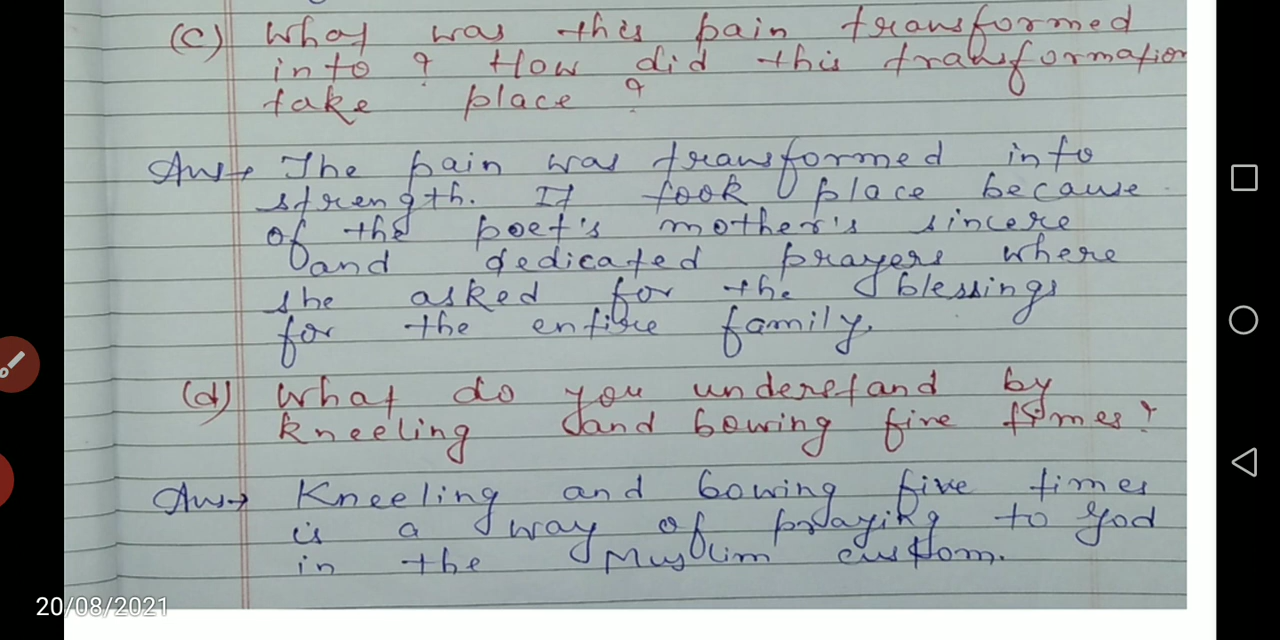 (c) What was this pain transformed
into ? How did this transformation
take place ?
Ans→ The pain was transformed into
strength. It took place because
of the poet's mother's sincere
and dedicated prayers where
she asked for the blessings
for the entire family.
(d) What do you understand by
kneeling and bowing five times?
Ans→ Kneeling and bowing five times
is a way of praying to God
in the Muslim custom.
20/08/2021